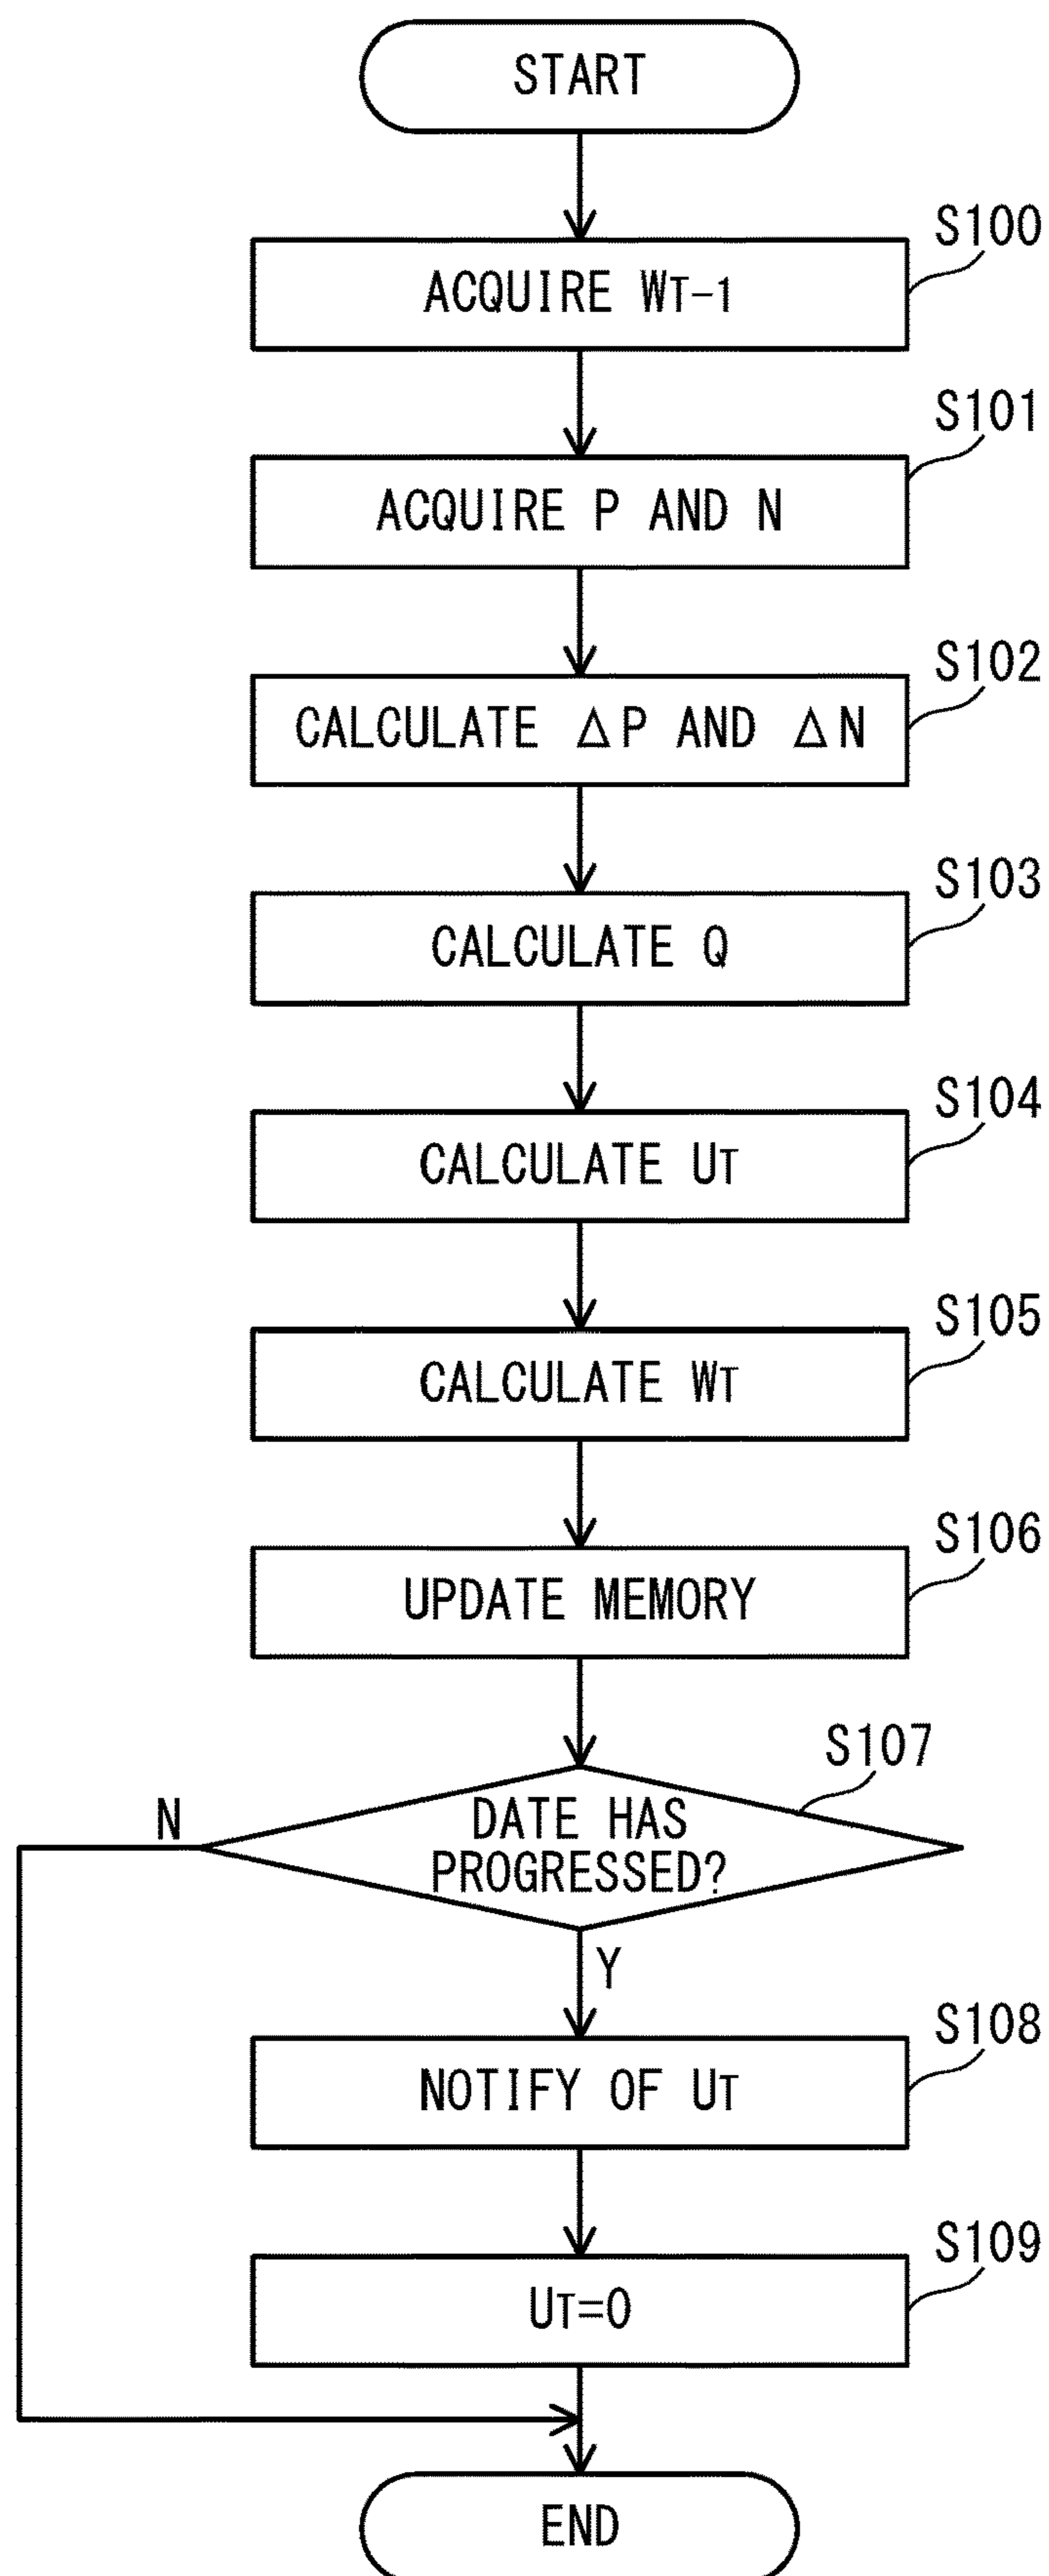 START
S100
ACQUIRE WT-1
S101
ACQUIRE P AND N
S102
CALCULATE ΔP AND ΔN
S103
CALCULATE Q
S104
CALCULATE UT
S105
CALCULATE WT
S106
UPDATE MEMORY
S107
N
DATE HAS
PROGRESSED?
Y
S108
NOTIFY OF UT
S109
UT=0
END